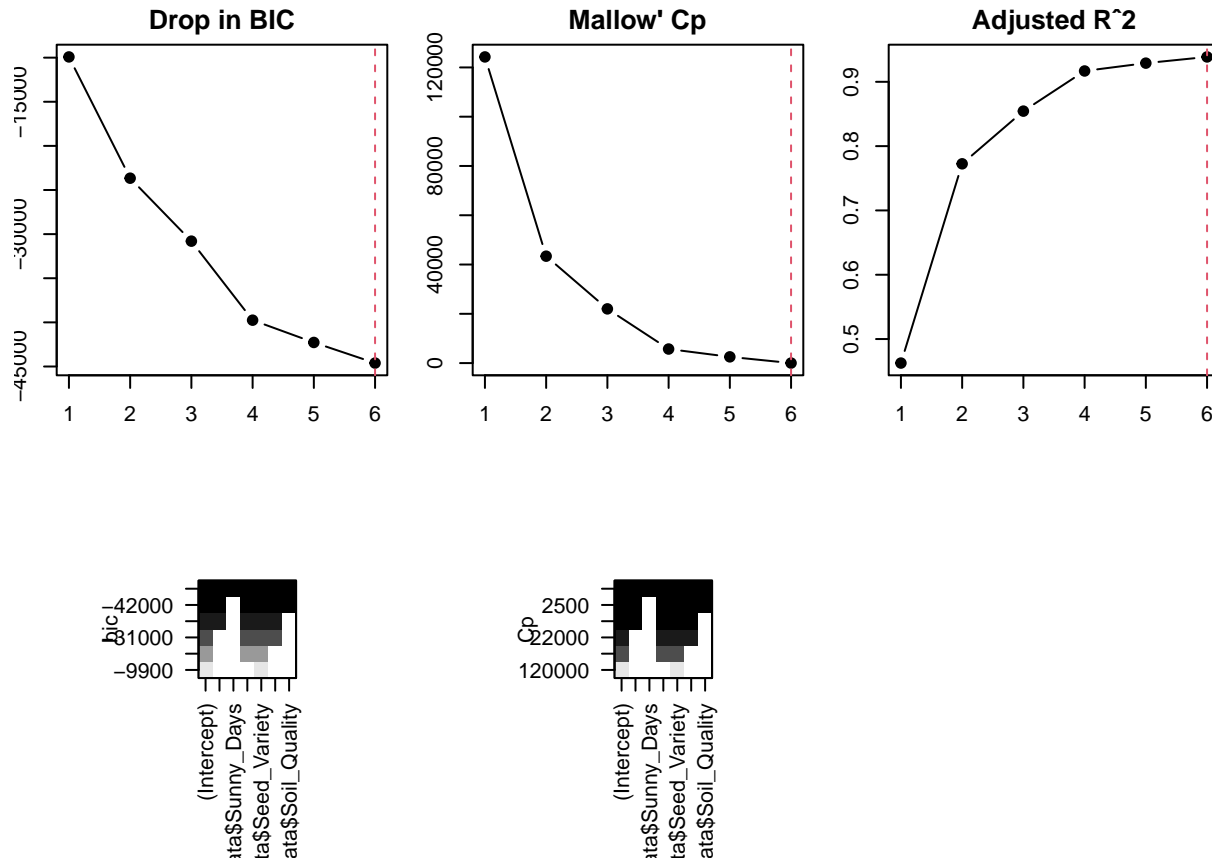 Drop in BIC
Mallow' Cp
Adjusted Rˆ2
−15000
−30000
−45000
1 2 3 4 5 6
120000
80000
40000
0
1 2 3 4 5 6
0.9
0.8
0.7
0.6
0.5
1 2 3 4 5 6
bic
−42000
−31000
−9900
(Intercept)
ata$Sunny_Days
ta$Seed_Variety
ata$Soil_Quality
Cp
2500
22000
120000
(Intercept)
ata$Sunny_Days
ta$Seed_Variety
ata$Soil_Quality